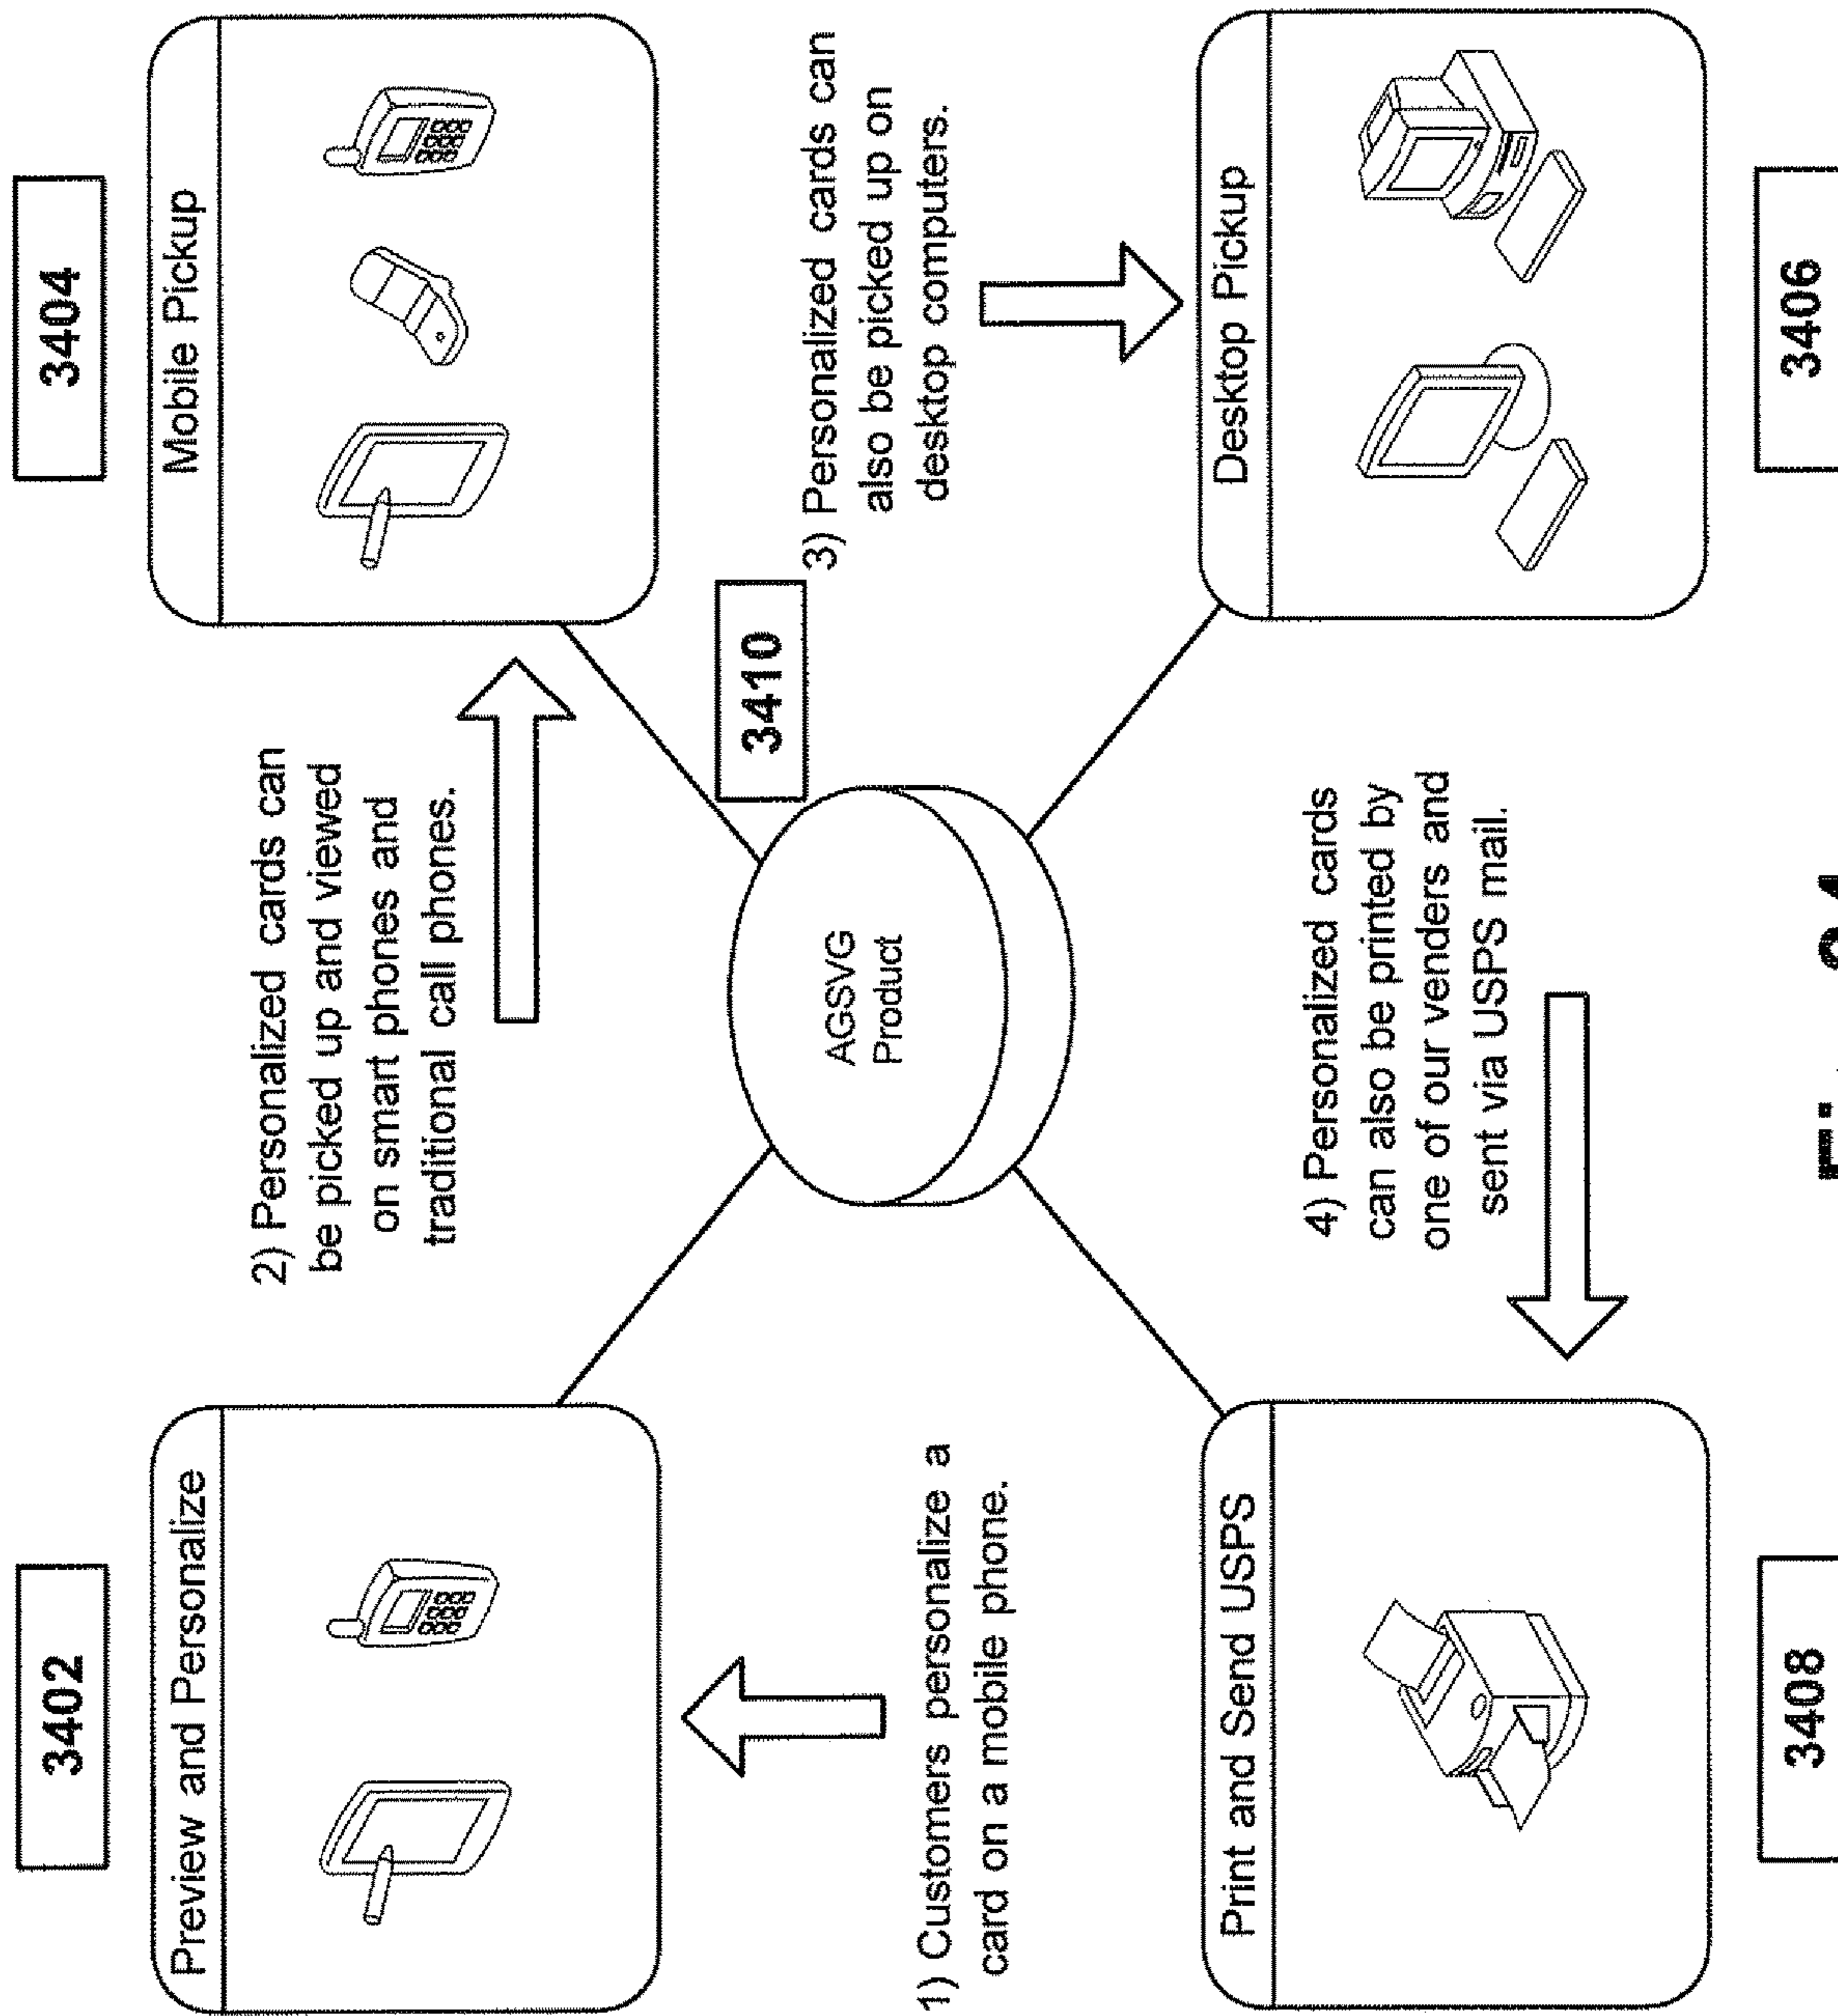 3402
Preview and Personalize
1) Customers personalize a
card on a mobile phone.
2) Personalized cards can
be picked up and viewed
on smart phones and
traditional call phones.
3404
Mobile Pickup
3410
AGSVG
Product
3) Personalized cards can
also be picked up on
desktop computers.
Desktop Pickup
3406
4) Personalized cards
can also be printed by
one of our venders and
sent via USPS mail.
Print and Send USPS
3408